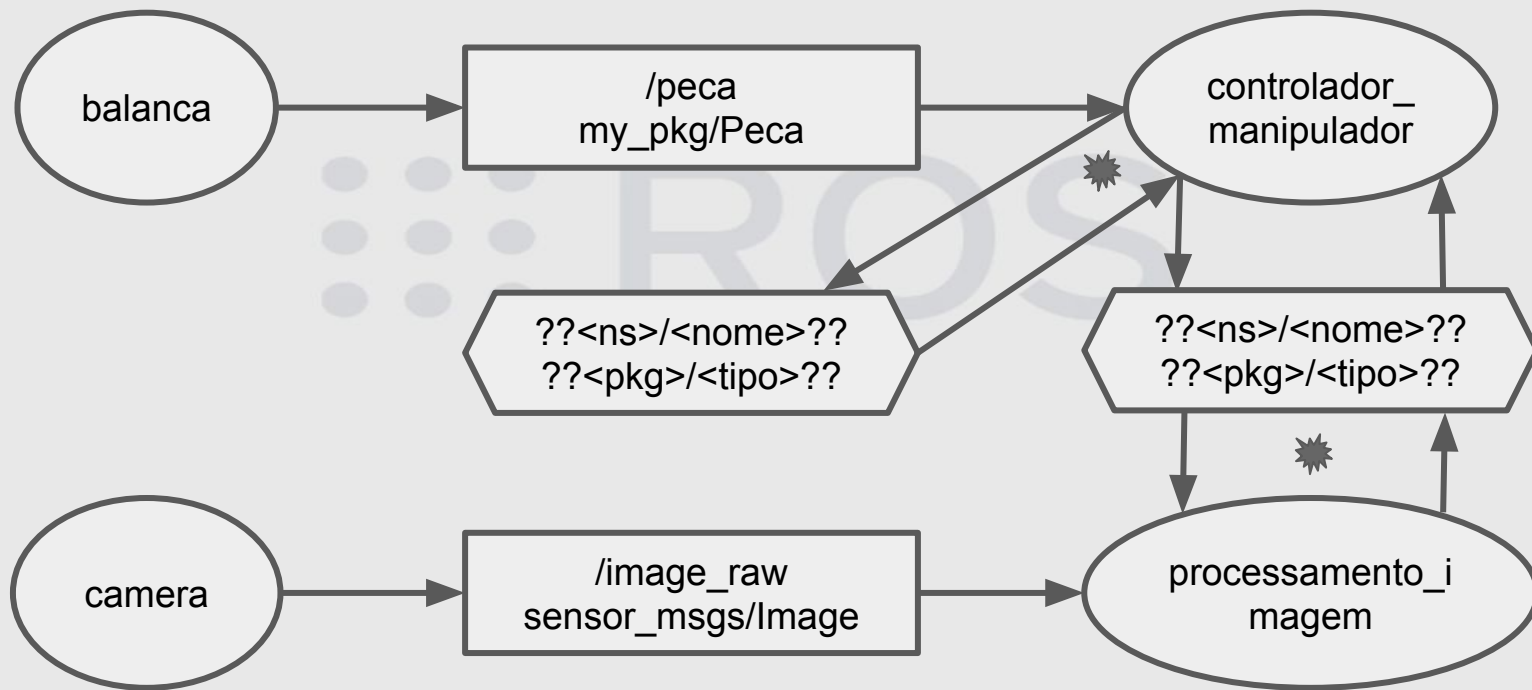 balanca
/peca
my_pkg/Peca
controlador_
manipulador
ROS
??<ns>/<nome>??
??<pkg>/<tipo>??
??<ns>/<nome>??
??<pkg>/<tipo>??
camera
/image_raw
sensor_msgs/Image
processamento_i
magem